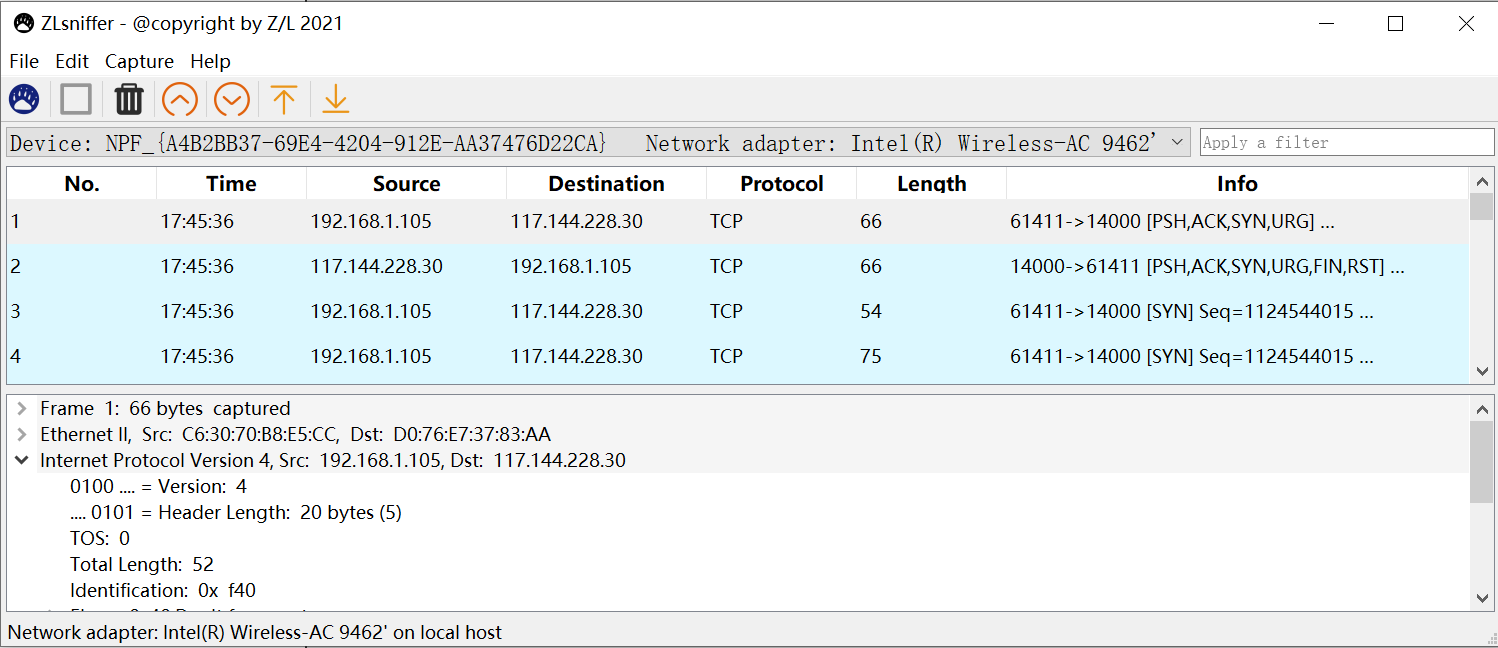 ZLsniffer - @copyright by Z/L 2021
File Edit Capture Help
Device: NPF_{A4B2BB37-69E4-4204-912E-AA37476D22CA} Network adapter: Intel(R) Wireless-AC 9462' Apply a filter
No. Time Source Destination Protocol Length Info
1 17:45:36 192.168.1.105 117.144.228.30 TCP 66 61411->14000 [PSH,ACK,SYN,URG] ...
2 17:45:36 117.144.228.30 192.168.1.105 TCP 66 14000->61411 [PSH,ACK,SYN,URG,FIN,RST] ...
3 17:45:36 192.168.1.105 117.144.228.30 TCP 54 61411->14000 [SYN] Seq=1124544015 ...
4 17:45:36 192.168.1.105 117.144.228.30 TCP 75 61411->14000 [SYN] Seq=1124544015 ...
Frame 1: 66 bytes captured
Ethernet II, Src: C6:30:70:B8:E5:CC, Dst: D0:76:E7:37:83:AA
Internet Protocol Version 4, Src: 192.168.1.105, Dst: 117.144.228.30
0100 .... = Version: 4
.... 0101 = Header Length: 20 bytes (5)
TOS: 0
Total Length: 52
Identification: 0x f40
Network adapter: Intel(R) Wireless-AC 9462' on local host